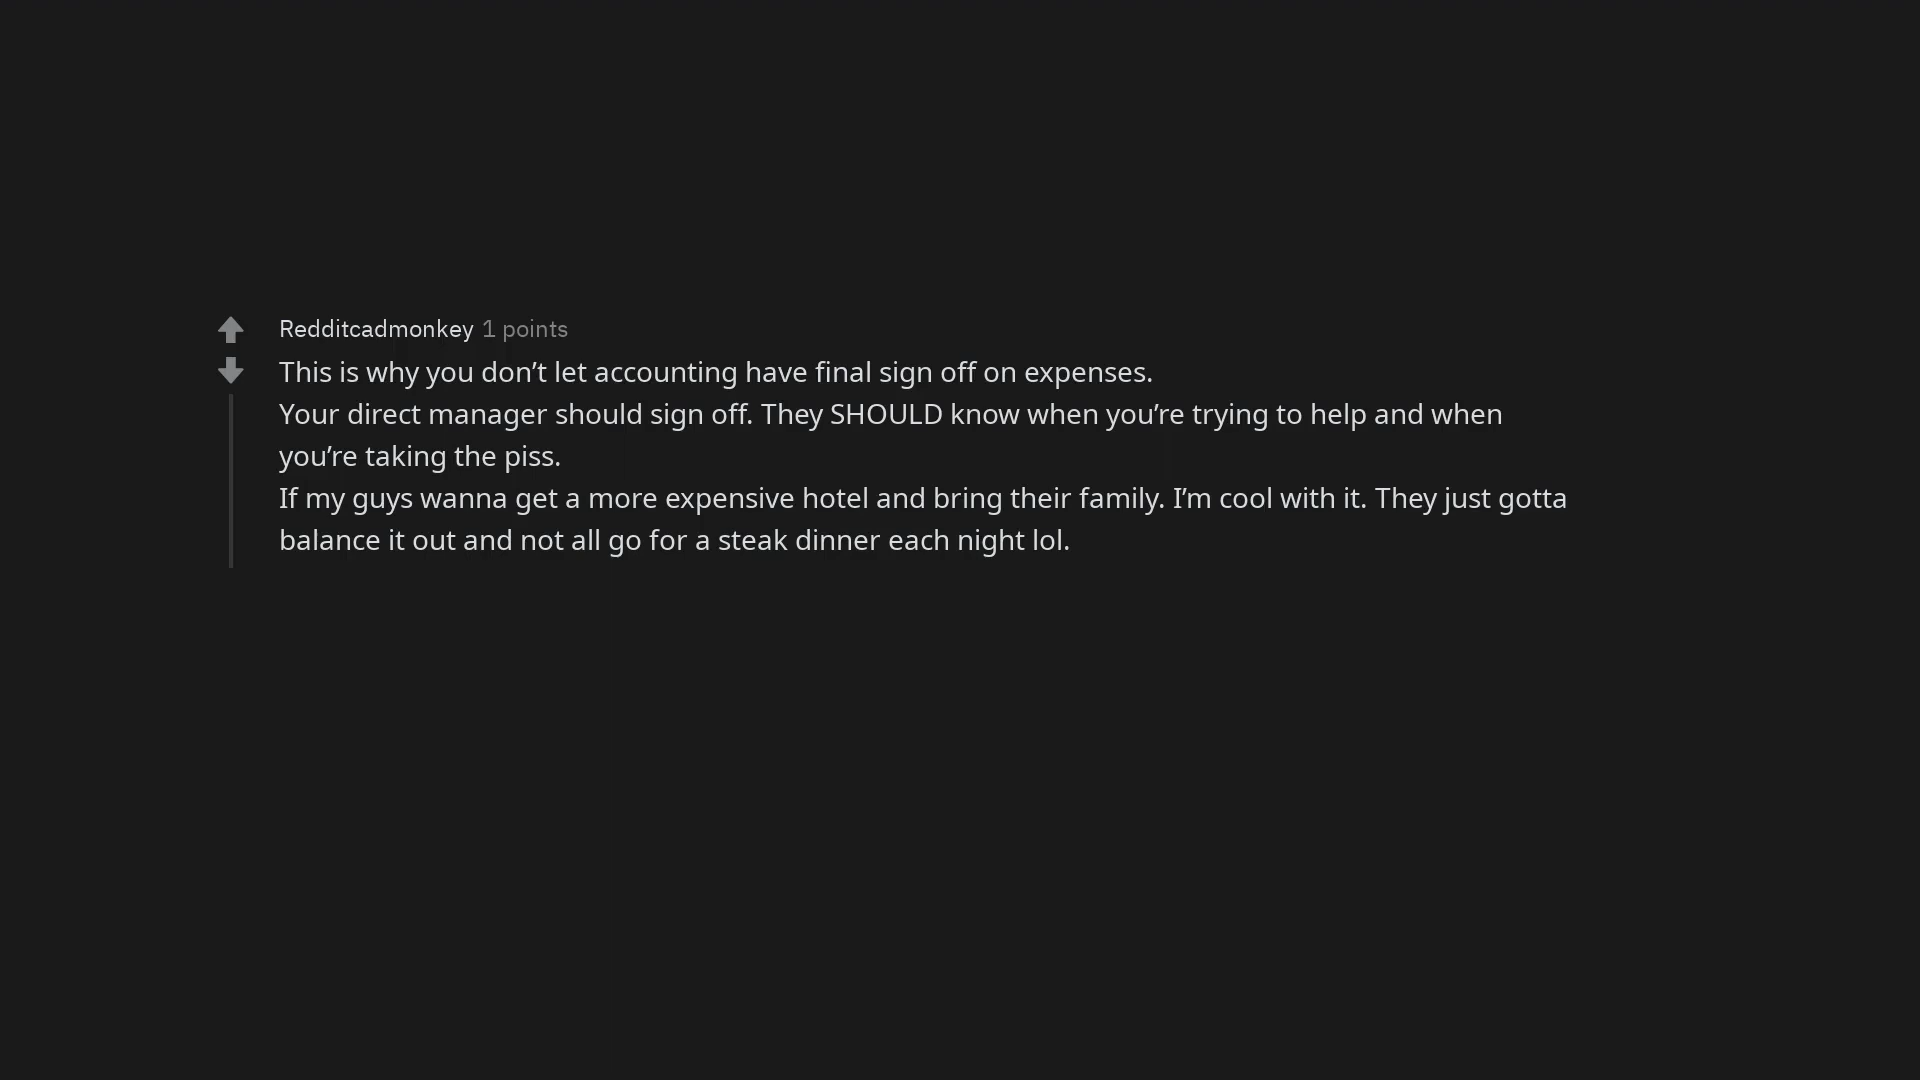 Redditcadmonkey 1 points
This is why you don’t let accounting have final sign off on expenses.
Your direct manager should sign off. They SHOULD know when you’re trying to help and when
you’re taking the piss.
If my guys wanna get a more expensive hotel and bring their family. I’m cool with it. They just gotta
balance it out and not all go for a steak dinner each night lol.